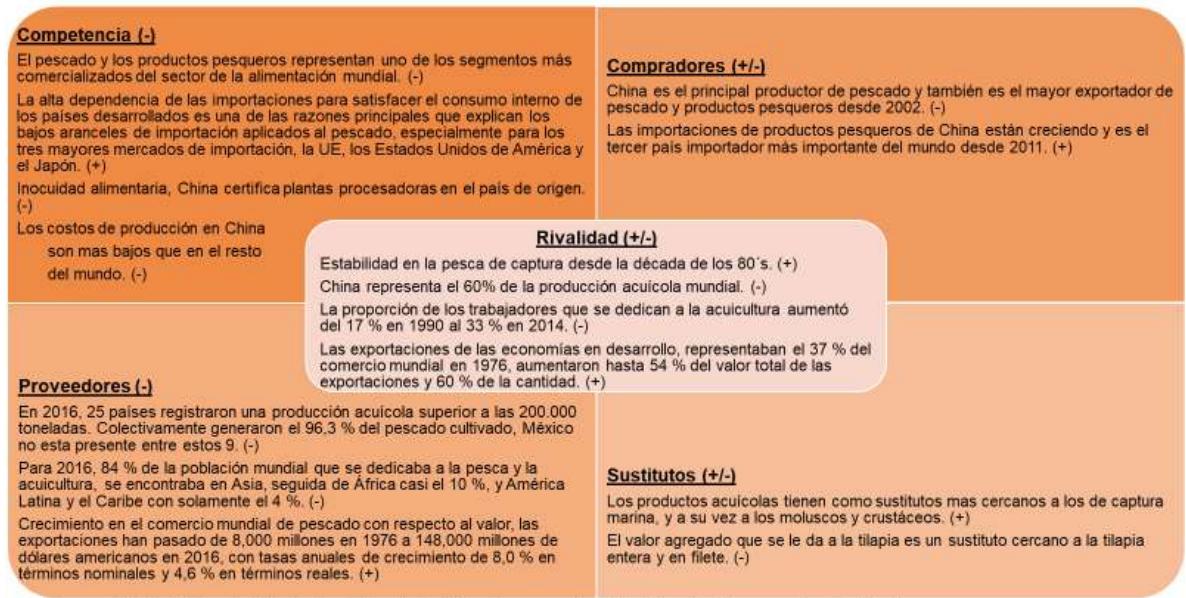 Competencia (-)
El pescado y los productos pesqueros representan uno de los segmentos más
comercializados del sector de la alimentación mundial. (-)
La alta dependencia de las importaciones para satisfacer el consumo interno de
los países desarrollados es una de las razones principales que explican los
bajos aranceles de importación aplicados al pescado, especialmente para los
tres mayores mercados de importación, la UE, los Estados Unidos de América y
el Japón. (+)
Inocuidad alimentaria, China certifica plantas procesadoras en el país de origen.
(-)
Los costos de producción en China
son mas bajos que en el resto
del mundo. (-)
Compradores (+/-)
China es el principal productor de pescado y también es el mayor exportador de
pescado y productos pesqueros desde 2002. (-)
Las importaciones de productos pesqueros de China están creciendo y es el
tercer país importador más importante del mundo desde 2011. (+)
Rivalidad (+/-)
Estabilidad en la pesca de captura desde la década de los 80´s. (+)
China representa el 60% de la producción acuícola mundial. (-)
La proporción de los trabajadores que se dedican a la acuicultura aumentó
del 17 % en 1990 al 33 % en 2014. (-)
Las exportaciones de las economías en desarrollo, representaban el 37 % del
comercio mundial en 1976, aumentaron hasta 54 % del valor total de las
exportaciones y 60 % de la cantidad. (+)
Proveedores (-)
En 2016, 25 países registraron una producción acuícola superior a las 200.000
toneladas. Colectivamente generaron el 96,3 % del pescado cultivado, México
no esta presente entre estos 9. (-)
Para 2016, 84 % de la población mundial que se dedicaba a la pesca y la
acuicultura, se encontraba en Asia, seguida de África casi el 10 %, y América
Latina y el Caribe con solamente el 4 %. (-)
Crecimiento en el comercio mundial de pescado con respecto al valor, las
exportaciones han pasado de 8,000 millones en 1976 a 148,000 millones de
dólares americanos en 2016, con tasas anuales de crecimiento de 8,0 % en
términos nominales y 4,6 % en términos reales. (+)
Sustitutos (+/-)
Los productos acuícolas tienen como sustitutos mas cercanos a los de captura
marina, y a su vez a los moluscos y crustáceos. (+)
El valor agregado que se le da a la tilapia es un sustituto cercano a la tilapia
entera y en filete. (-)